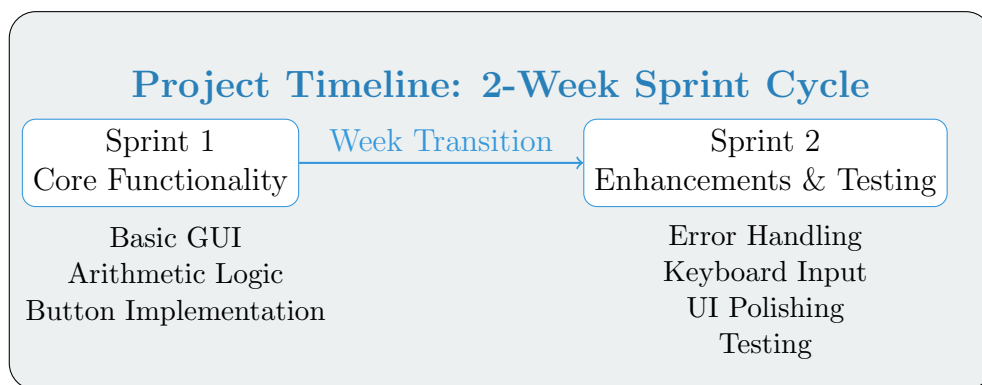 Project Timeline: 2-Week Sprint Cycle
Sprint 1
Core Functionality
Week Transition
Sprint 2
Enhancements & Testing
Basic GUI
Arithmetic Logic
Button Implementation
Error Handling
Keyboard Input
UI Polishing
Testing